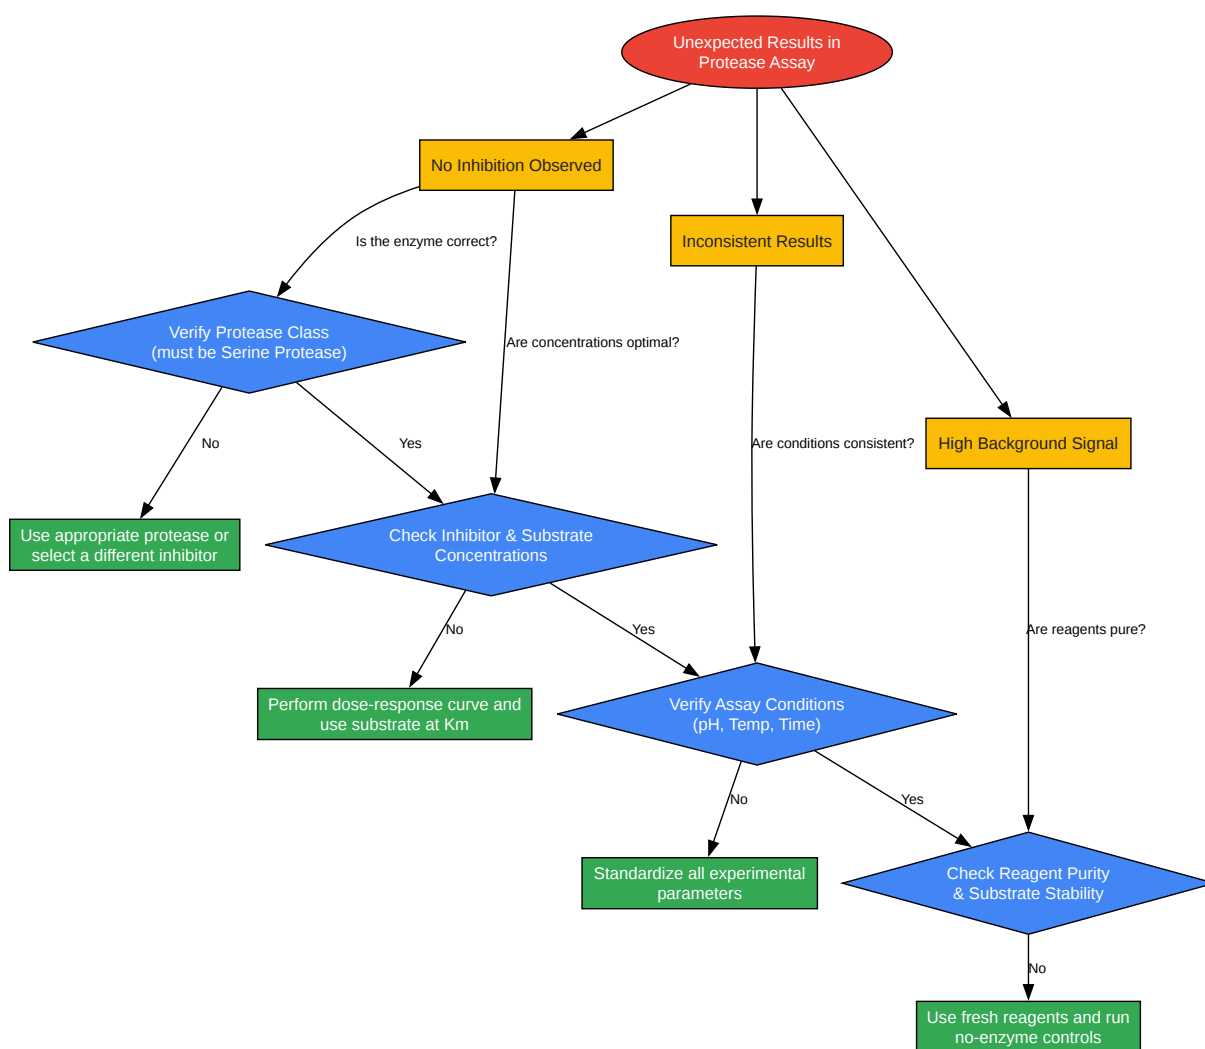 Unexpected Results in
Protease Assay
No Inhibition Observed
Inconsistent Results
Is the enzyme correct?
Verify Protease Class
(must be Serine Protease)
Are concentrations optimal?
No
Yes
Are conditions consistent?
High Background Signal
Use appropriate protease or
select a different inhibitor
Check Inhibitor & Substrate
Concentrations
No
Yes
Are reagents pure?
Perform dose-response curve and
use substrate at Km
Verify Assay Conditions
(pH, Temp, Time)
No
Yes
Standardize all experimental
parameters
Check Reagent Purity
& Substrate Stability
No
Use fresh reagents and run
no-enzyme controls